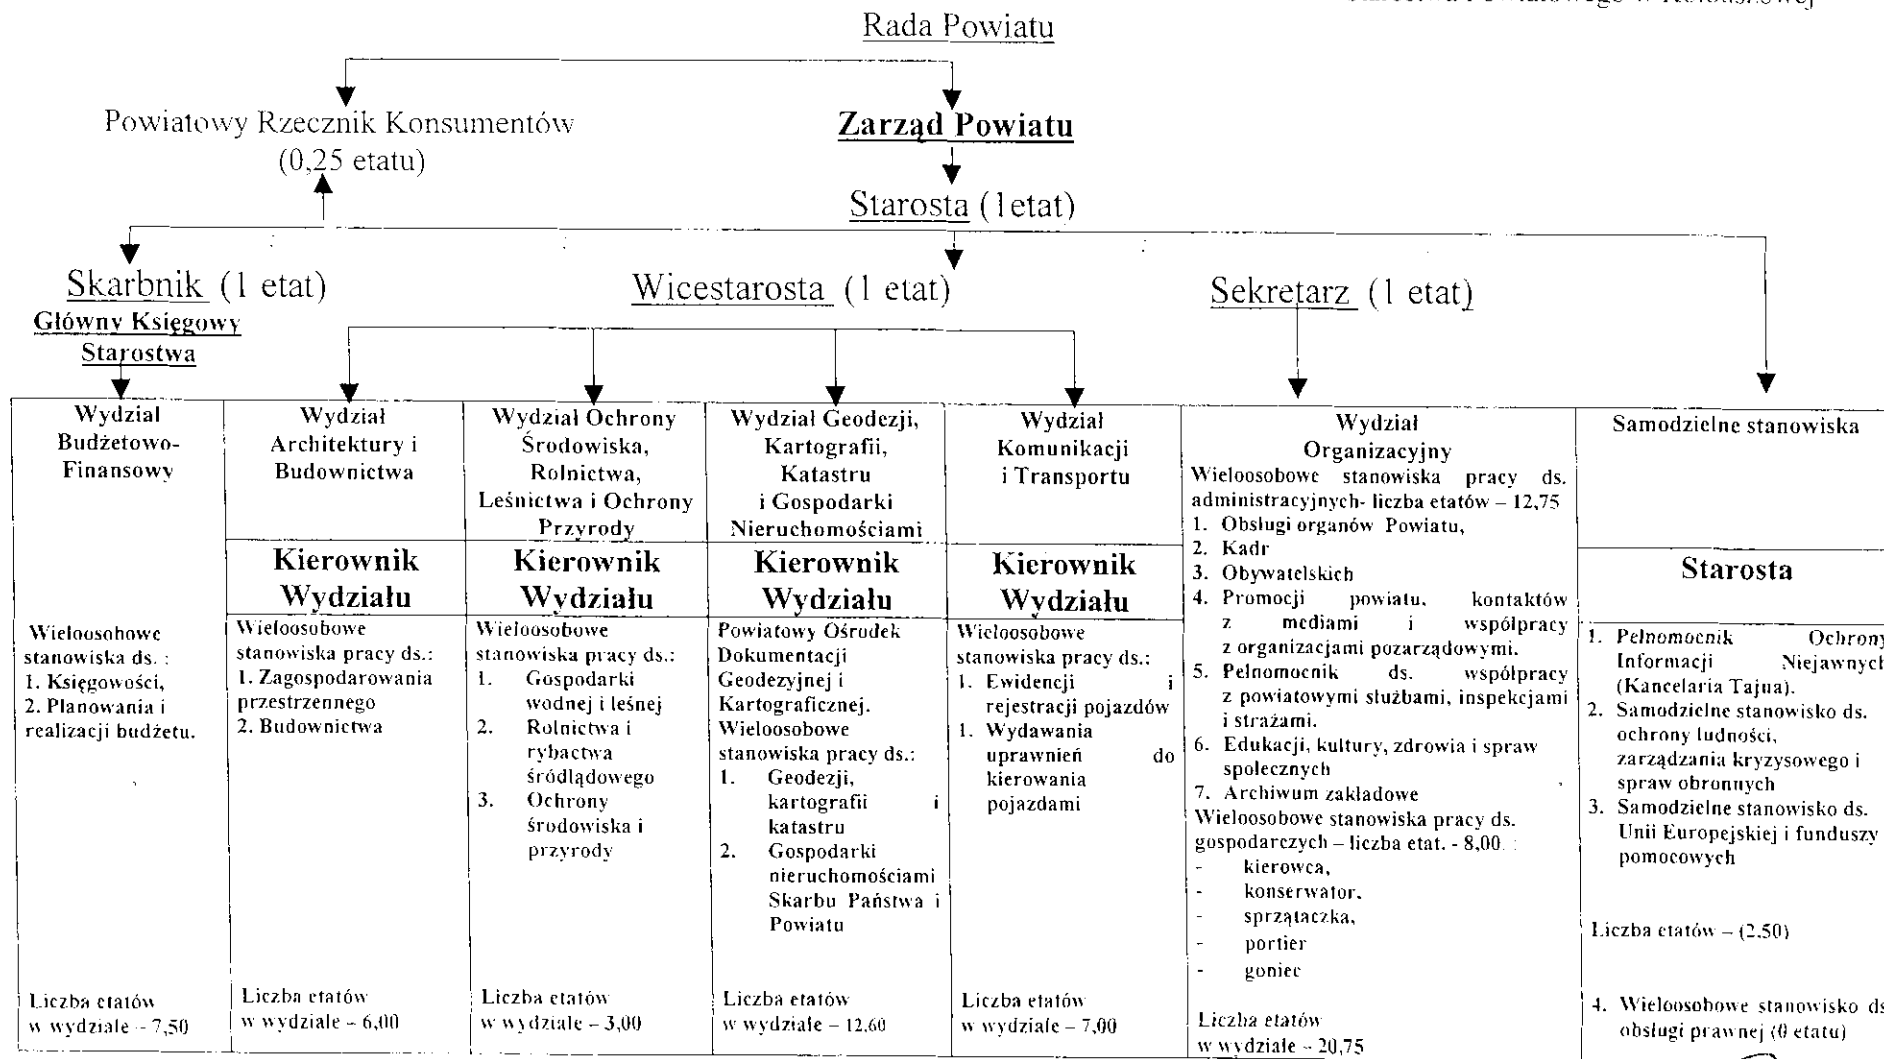 Rada Powiatu
Powiatowy Rzecznik Konsumentów
(0,25 etatu)
Zarząd Powiatu
Starosta (1etat)
Skarbnik (1 etat)
Główny Księgowy
Starostwa
Wicestarosta (1 etat)
Sekretarz (1 etat)
Wydział
Budżetowo-
Finansowy
Wieloosobowe
stanowiska ds. :
1. Księgowości,
2. Planowania i
realizacji budżetu.
Liczba etatów
w wydziale – 7,50
Wydział
Architektury i
Budownictwa
Kierownik
Wydziału
Wieloosobowe
stanowiska pracy ds.:
1. Zagospodarowania
przestrzennego
2. Budownictwa
Liczba etatów
w wydziale – 6,00
Wydział Ochrony
Środowiska,
Rolnictwa,
Leśnictwa i Ochrony
Przyrody
Kierownik
Wydziału
Wieloosobowe
stanowiska pracy ds.:
1. Gospodarki
wodnej i leśnej
2. Rolnictwa i
rybactwa
śródlądowego
3. Ochrony
środowiska i
przyrody
Liczba etatów
w wydziale – 3,00
Wydział Geodezji,
Kartografii,
Katastru
i Gospodarki
Nieruchomościami
Kierownik
Wydziału
Powiatowy Ośrodek
Dokumentacji
Geodezyjnej i
Kartograficznej.
Wieloosobowe
stanowiska pracy ds.:
1. Geodezji,
kartografii i
katastru
2. Gospodarki
nieruchomościami
Skarbu Państwa i
Powiatu
Liczba etatów
w wydziale – 12,60
Wydział
Komunikacji
i Transportu
Kierownik
Wydziału
Wieloosobowe
stanowiska pracy ds.:
1. Ewidencji i
rejestracji pojazdów
1. Wydawania
uprawnień do
kierowania
pojazdami
Liczba etatów
w wydziale – 7,00
Wydział
Organizacyjny
Wieloosobowe stanowiska pracy ds.
administracyjnych- liczba etatów – 12,75
1. Obsługi organów Powiatu,
2. Kadr
3. Obywatelskich
4. Promocji powiatu, kontaktów
z mediami i współpracy
z organizacjami pozarządowymi.
5. Pełnomocnik ds. współpracy
z powiatowymi służbami, inspekcjami
i strażami.
6. Edukacji, kultury, zdrowia i spraw
społecznych
7. Archiwum zakładowe
Wieloosobowe stanowiska pracy ds.
gospodarczych – liczba etat. - 8,00 :
- kierowca,
- konserwator,
- sprzątaczka,
- portier
- goniec
Liczba etatów
w wydziale – 20,75
Samodzielne stanowiska
Starosta
1. Pełnomocnik Ochrony
Informacji Niejawnych
(Kancelaria Tajna).
2. Samodzielne stanowisko ds.
ochrony ludności,
zarządzania kryzysowego i
spraw obronnych
3. Samodzielne stanowisko ds.
Unii Europejskiej i funduszy
pomocowych
Liczba etatów – (2,50)
4. Wieloosobowe stanowisko ds
obsługi prawnej (0 etatu)